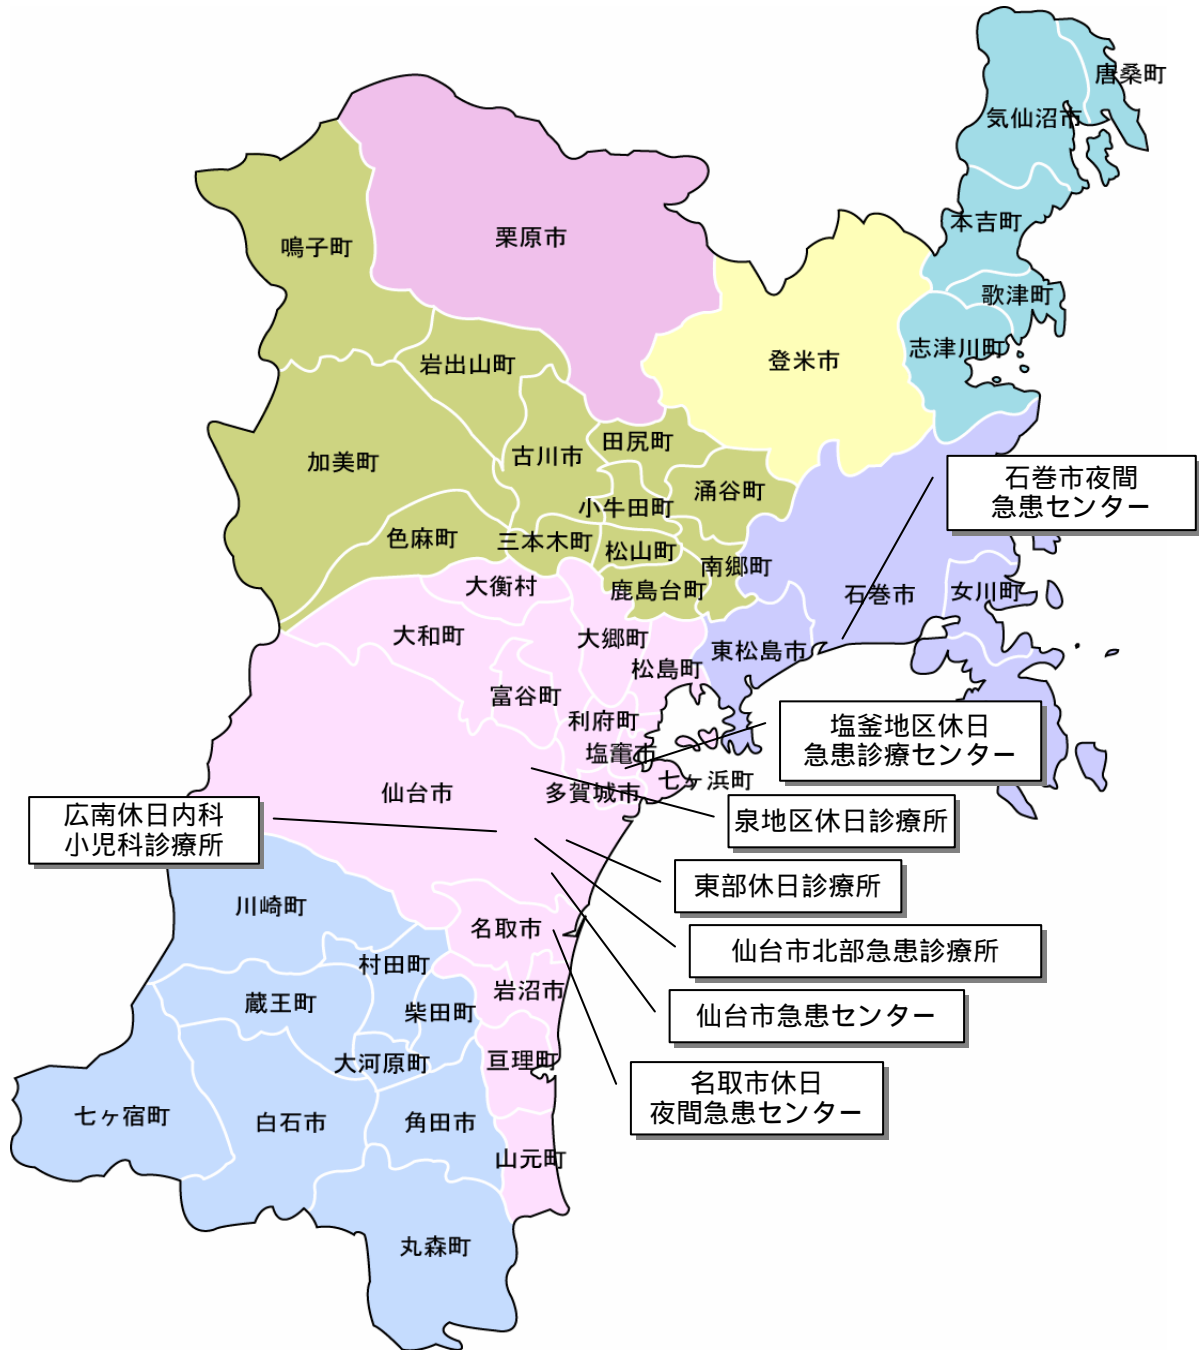 唐桑町
気仙沼市
本吉町
栗原市
鳴子町
歌津町
志津川町
登米市
岩出山町
田尻町
古川市
加美町
涌谷町
石巻市夜間
急患センター
小牛田町
色麻町
三本木町
松山町
南郷町
大衡村
鹿島台町
石巻市
女川町
大和町
大郷町
東松島市
松島町
富谷町
利府町
塩釜地区休日
急患診療センター
塩竈市
七ヶ浜町
仙台市
多賀城市
広南休日内科
小児科診療所
泉地区休日診療所
東部休日診療所
川崎町
名取市
仙台市北部急患診療所
村田町
岩沼市
蔵王町
柴田町
仙台市急患センター
大河原町
亘理町
名取市休日
夜間急患センター
七ヶ宿町
白石市
角田市
山元町
丸森町